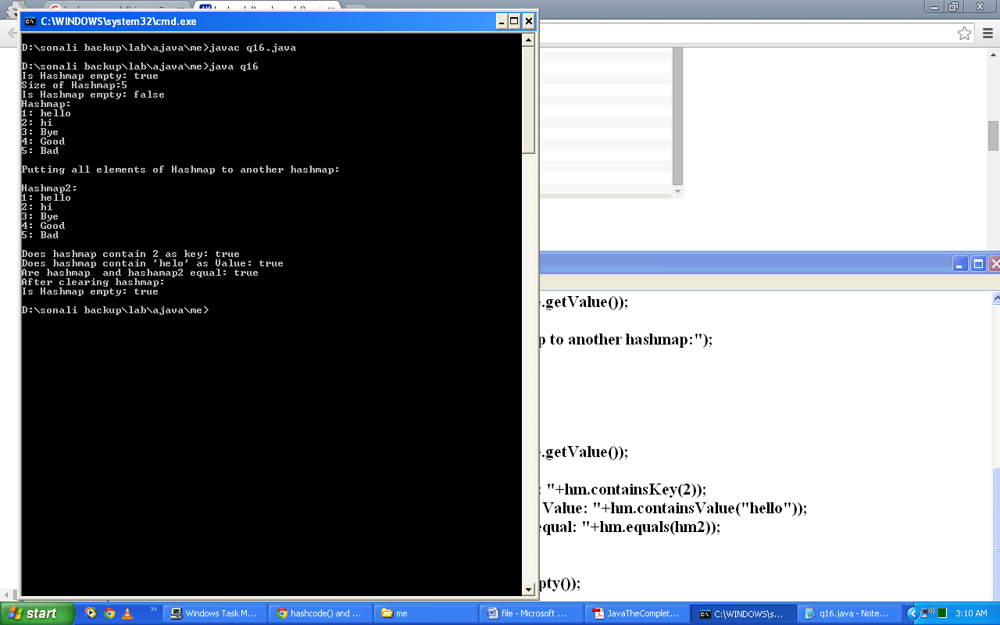 C:\WINDOWS\system32\cmd.exe
D:\sonali backup\lab\ajava\me>javac q16.java
D:\sonali backup\lab\ajava\me>java q16
Is Hashmap empty: true
Size of Hashmap:5
Is Hashmap empty: false
Hashmap:
1: hello
2: hi
3: Bye
4: Good
5: Bad
Putting all elements of Hashmap to another hashmap:
Hashmap2:
1: hello
2: hi
3: Bye
4: Good
5: Bad
Does hashmap contain 2 as key: true
Does hashmap contain 'helo' as Value: true
Are hashmap  and hashamap2 equal: true
After clearing hashmap:
Is Hashmap empty: true
D:\sonali backup\lab\ajava\me>
.getValue());
p to another hashmap:");
.getValue());
: "+hm.containsKey(2));
Value: "+hm.containsValue("hello"));
equal: "+hm.equals(hm2));
pty());
start
Windows Task M...
hashcode() and ...
me
file - Microsoft ...
JavaTheComplet...
C:\WINDOWS\s...
q16.java - Note...
3:10 AM